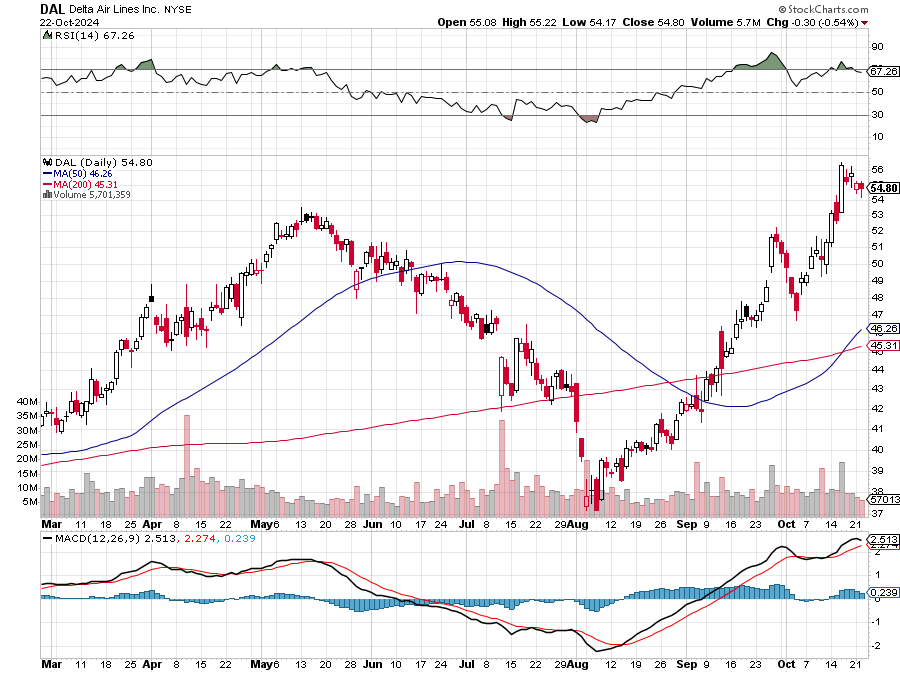 DAL Delta Air Lines Inc. NYSE © StockCharts.com
22-Oct-2024 Open 55.08 High 55.22 Low 54.17 Close 54.80 Volume 5.7M Chg -0.30 (-0.54%)
RSI(14) 67.26
90
67.26
50
30
10
DAL (Daily) 54.80
MA(50) 46.26
MA(200) 45.31
Volume 5,701,359
56
54.80
54
53
52
51
50
49
48
47
46.26
45.31
44
43
40M 42
35M
30M 41
25M
20M 40
15M 39
10M 38
5M 57013
37
Mar 11 18 25 Apr 8 15 22 May 6 13 20 28 Jun 10 17 24 Jul 8 15 22 29 Aug 12 19 26 Sep 9 16 23 Oct 7 14 21
MACD(12,26,9) 2.513, 2.274, 0.239
2.513
2.274
2
1
0.239
0
-1
-2
Mar 11 18 25 Apr 8 15 22 May 6 13 20 28 Jun 10 17 24 Jul 8 15 22 29 Aug 12 19 26 Sep 9 16 23 Oct 7 14 21